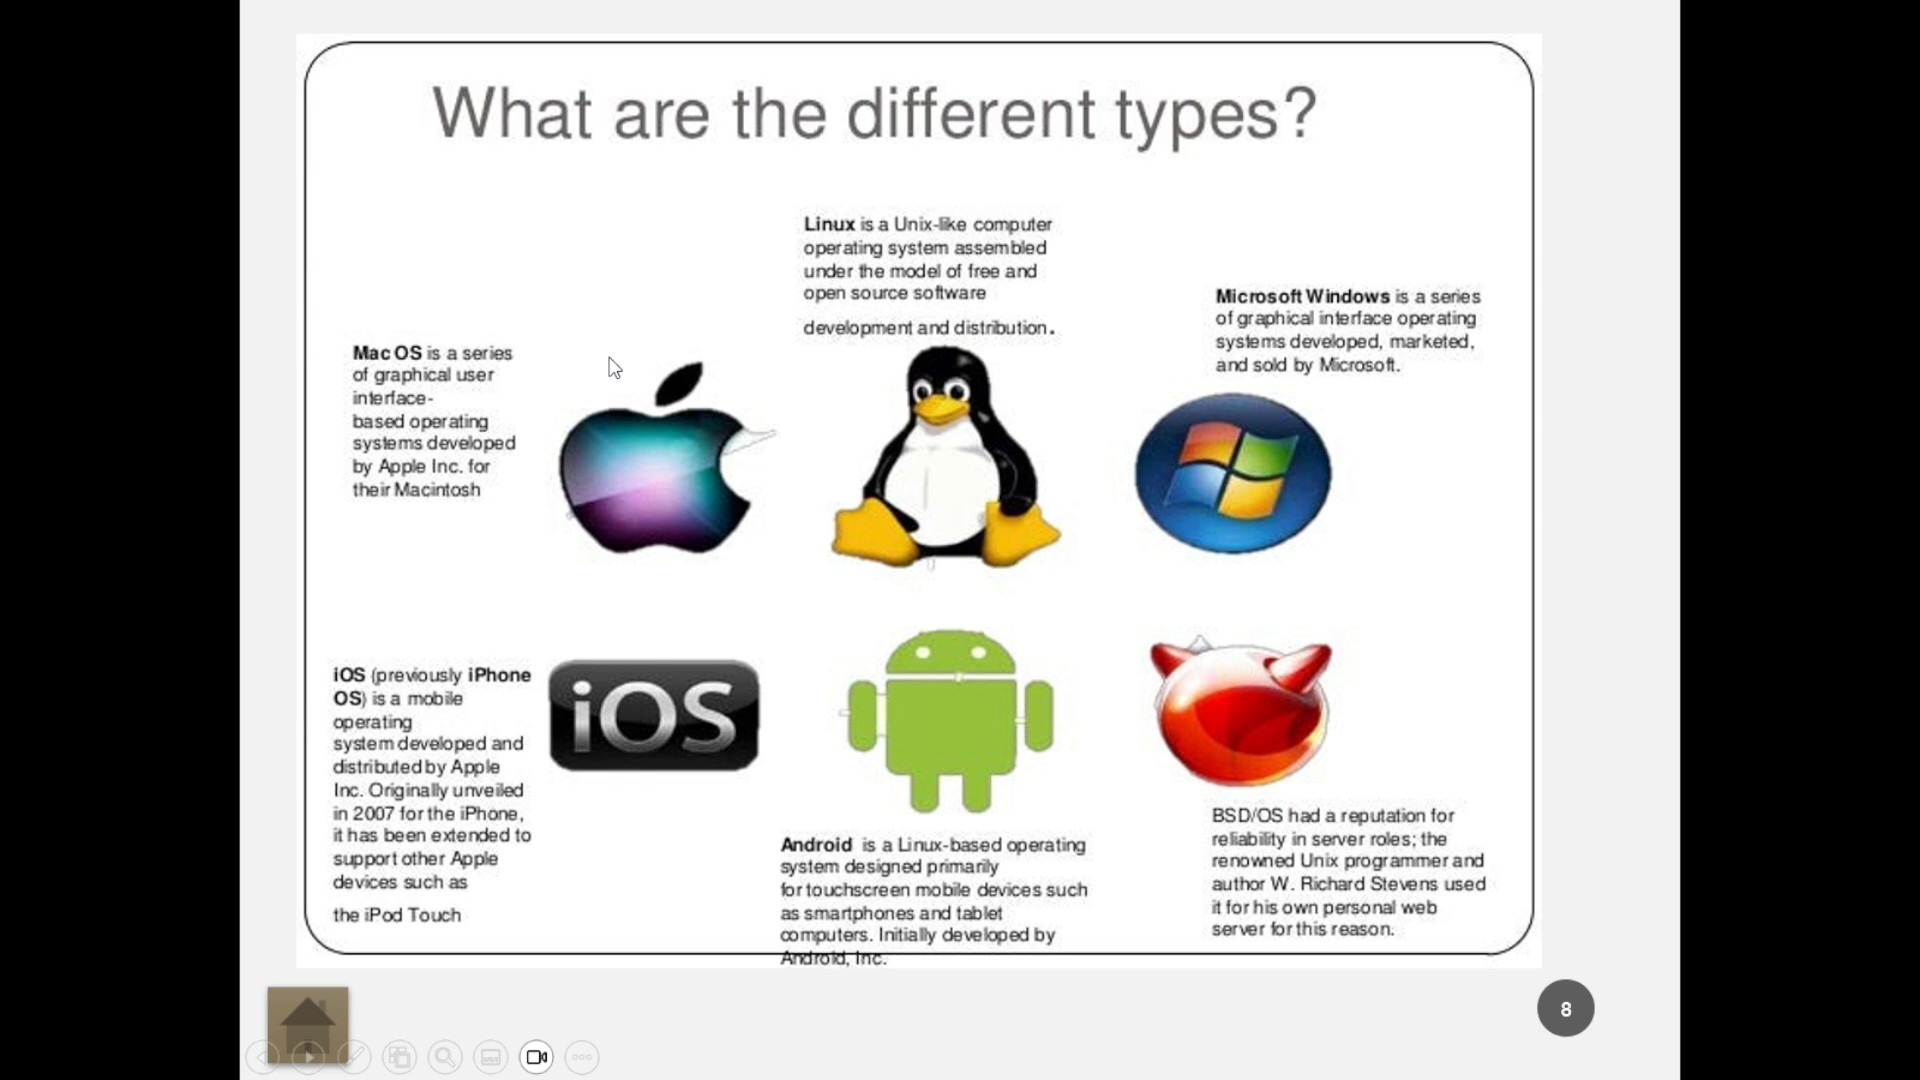 What are the different types?
Linux is a Unix-like computer
operating system assembled
under the model of free and
open source software
development and distribution.
Microsoft Windows is a series
of graphical interface operating
systems developed, marketed,
and sold by Microsoft.
Mac OS is a series
of graphical user
interface-
based operating
systems developed
by Apple Inc. for
their Macintosh
iOS (previously iPhone
OS) is a mobile
operating
system developed and
distributed by Apple
Inc. Originally unveiled
in 2007 for the iPhone,
it has been extended to
support other Apple
devices such as
the iPod Touch
iOS
Android is a Linux-based operating
system designed primarily
for touchscreen mobile devices such
as smartphones and tablet
computers. Initially developed by
Android, Inc.
BSD/OS had a reputation for
reliability in server roles; the
renowned Unix programmer and
author W. Richard Stevens used
it for his own personal web
server for this reason.
8